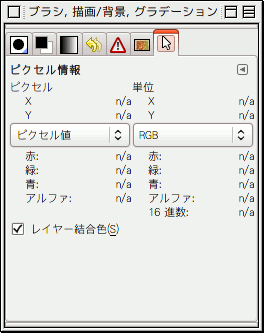 ブラシ, 描画/背景, グラデーション
ピクセル情報
ピクセル 単位
X n/a X n/a
Y n/a Y n/a
ピクセル値 RGB
赤: n/a 赤: n/a
緑: n/a 緑: n/a
青: n/a 青: n/a
アルファ: n/a アルファ: n/a
16 進数: n/a
レイヤー結合色(S)